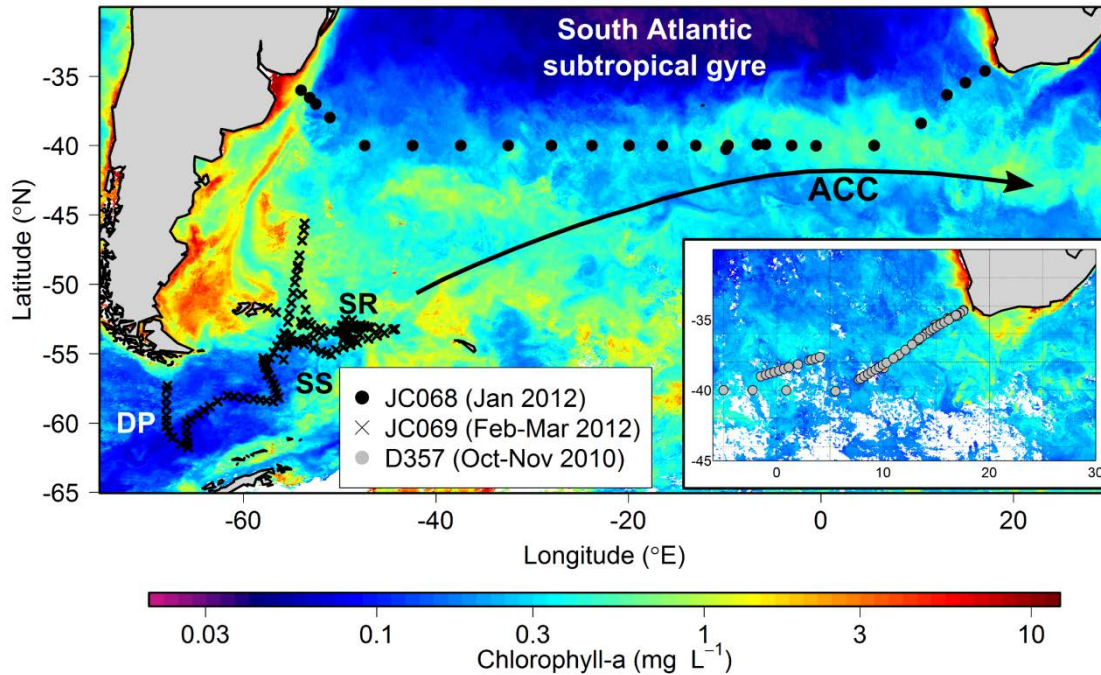 South Atlantic
subtropical gyre
-35
-40
-45
-50
-55
-60
-65
Latitude (°N)
ACC
SR
SS
DP
JC068 (Jan 2012)
JC069 (Feb-Mar 2012)
D357 (Oct-Nov 2010)
-35
-40
-45
0
10
20
30
-60
-40
-20
0
20
Longitude (°E)
0.03
0.1
0.3
1
3
10
Chlorophyll-a (mg L⁻¹)